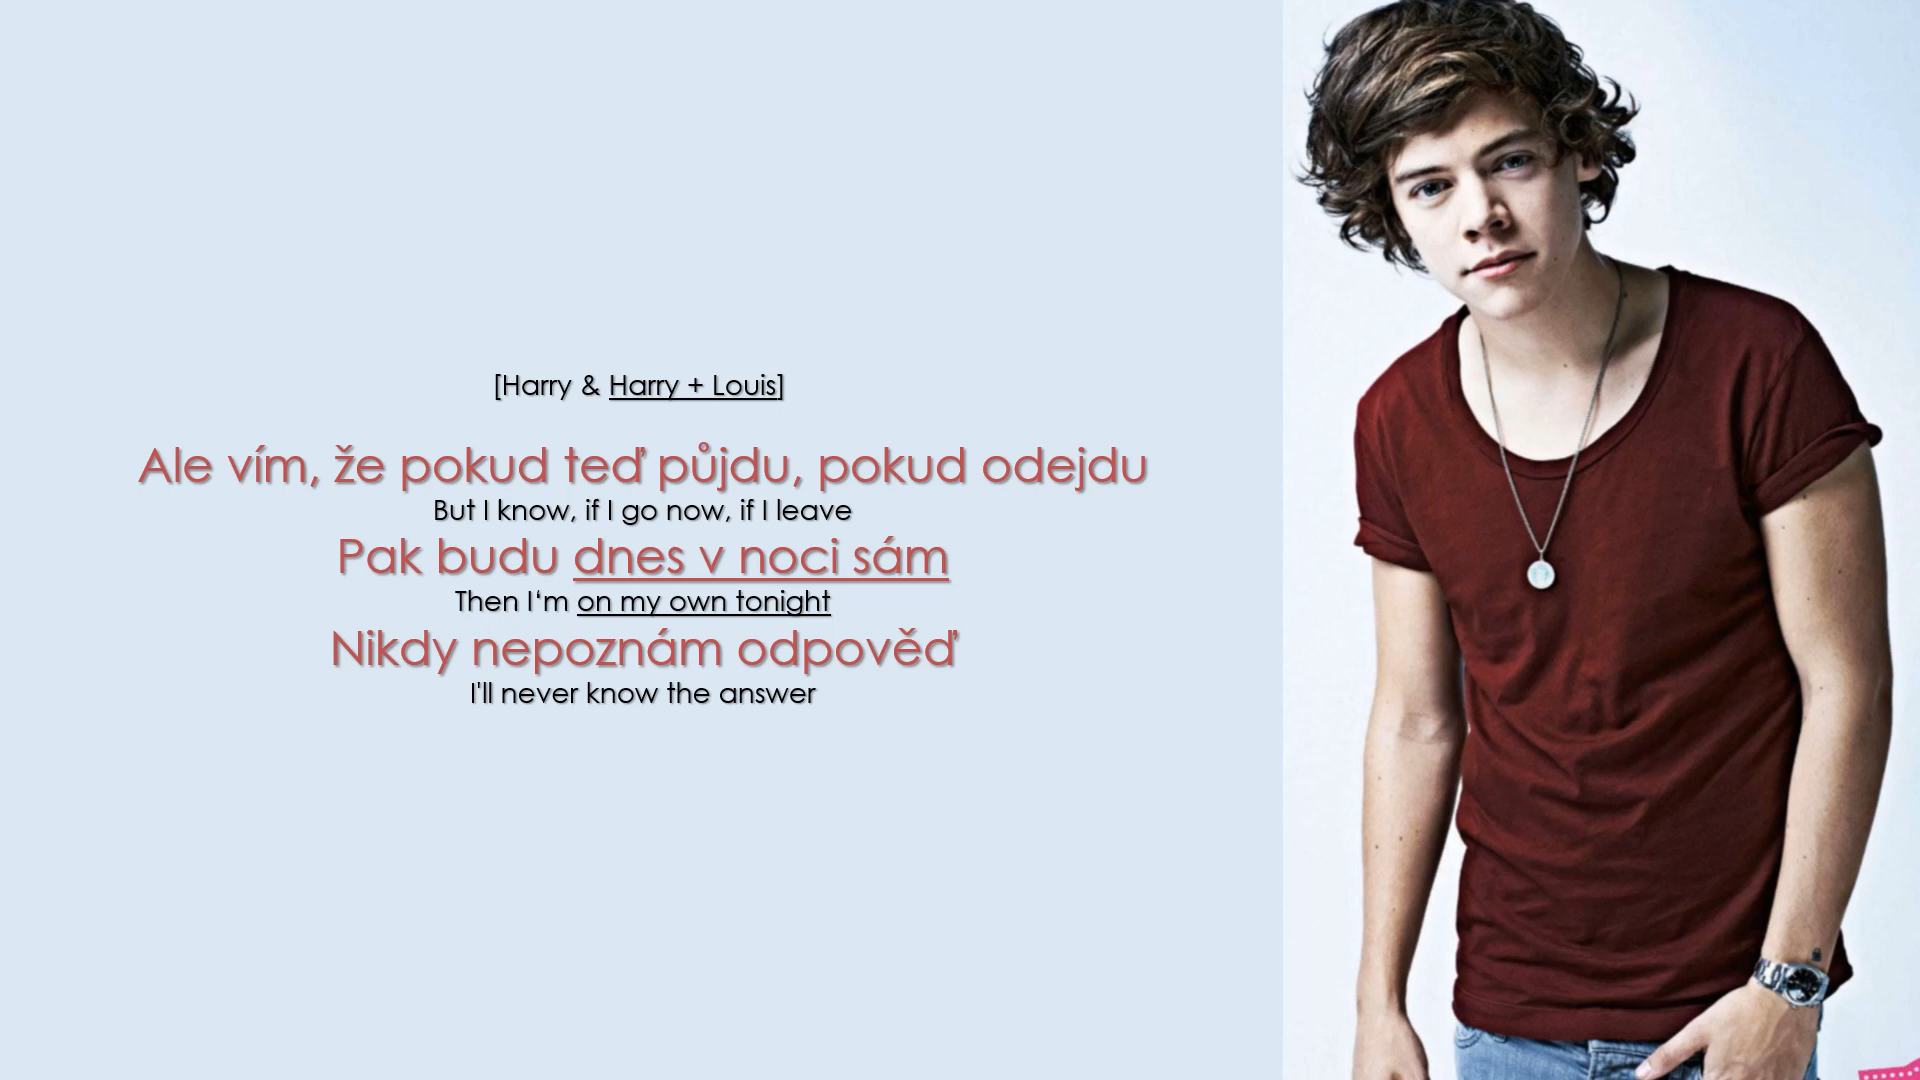 [Harry & Harry + Louis]
Ale vím, že pokud teď půjdu, pokud odejdu
But I know, if I go now, if I leave
Pak budu dnes v noci sám
Then I‘m on my own tonight
Nikdy nepoznám odpověď
I'll never know the answer